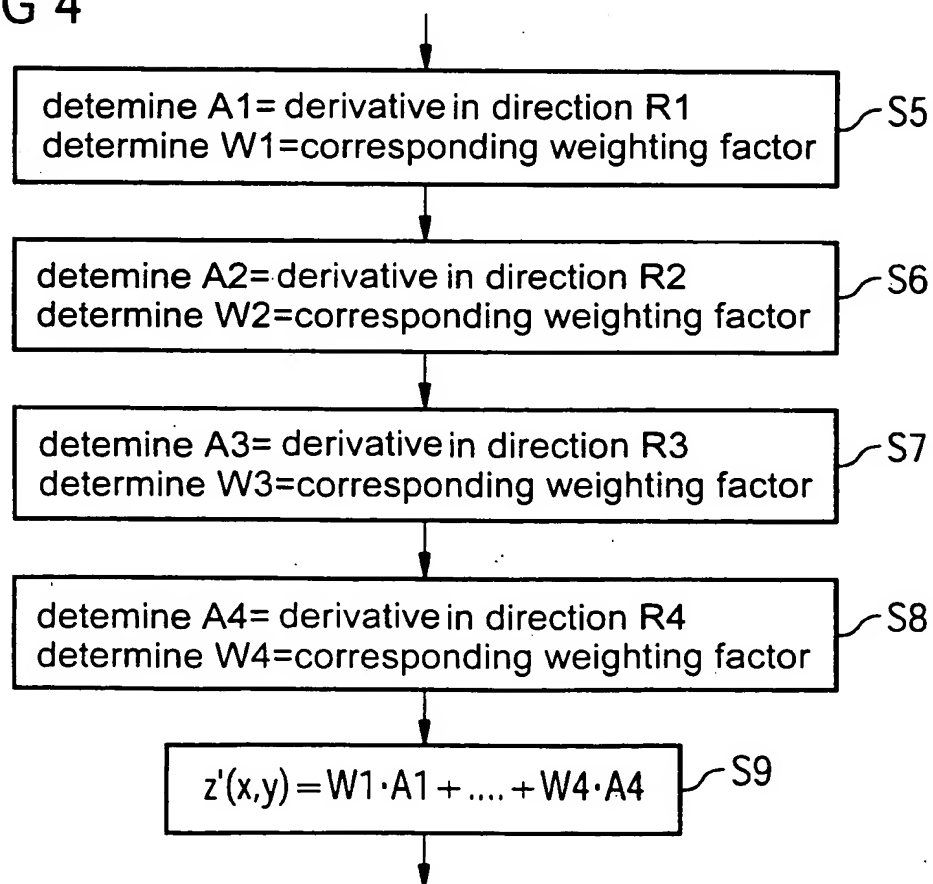 G 4
detemine A1= derivative in direction R1
determine W1=corresponding weighting factor
S5
detemine A2= derivative in direction R2
determine W2=corresponding weighting factor
S6
detemine A3= derivative in direction R3
determine W3=corresponding weighting factor
S7
detemine A4= derivative in direction R4
determine W4=corresponding weighting factor
S8
z'(x,y)=W1·A1+....+W4·A4
S9